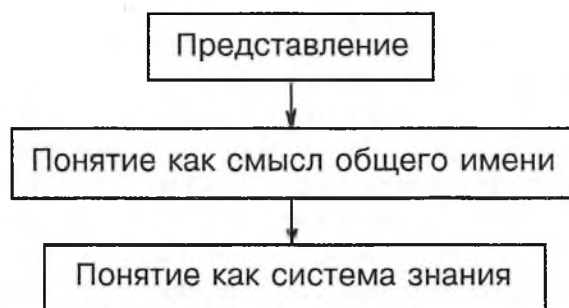 Представление
Понятие как смысл общего имени
Понятие как система знания